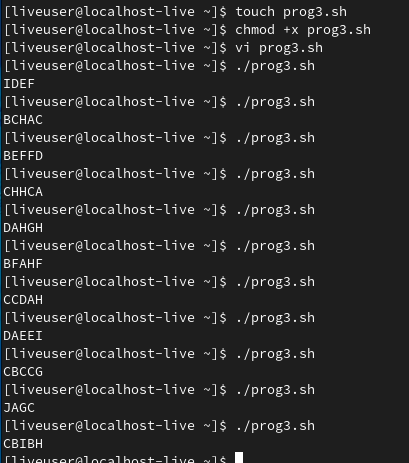 [liveuser@localhost-live ~]$ touch prog3.sh
[liveuser@localhost-live ~]$ chmod +x prog3.sh
[liveuser@localhost-live ~]$ vi prog3.sh
[liveuser@localhost-live ~]$ ./prog3.sh
IDEF
[liveuser@localhost-live ~]$ ./prog3.sh
BCHAC
[liveuser@localhost-live ~]$ ./prog3.sh
BEFFD
[liveuser@localhost-live ~]$ ./prog3.sh
CHHCA
[liveuser@localhost-live ~]$ ./prog3.sh
DAHGH
[liveuser@localhost-live ~]$ ./prog3.sh
BFAHF
[liveuser@localhost-live ~]$ ./prog3.sh
CCDAH
[liveuser@localhost-live ~]$ ./prog3.sh
DAEEI
[liveuser@localhost-live ~]$ ./prog3.sh
CBCCG
[liveuser@localhost-live ~]$ ./prog3.sh
JAGC
[liveuser@localhost-live ~]$ ./prog3.sh
CBIBH
[liveuser@localhost-live ~]$